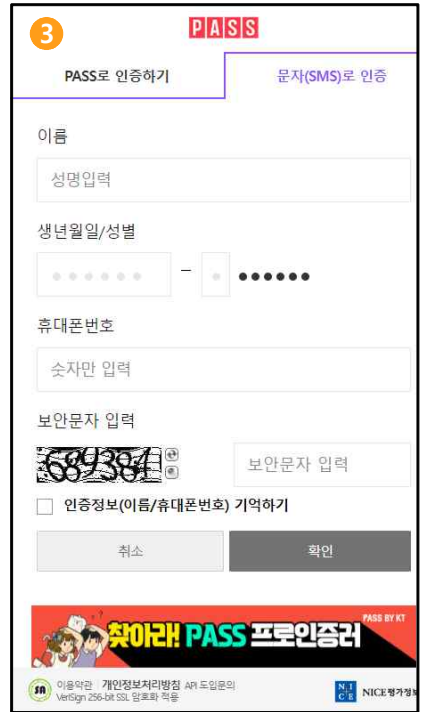 3
PASS
PASS로 인증하기
문자(SMS)로 인증
이름
성명입력
생년월일/성별
–
휴대폰번호
숫자만 입력
보안문자 입력
689384
보안문자 입력
인증정보(이름/휴대폰번호) 기억하기
취소
확인
PASS BY KT
찾아라! PASS 프로인증러
이용약관 개인정보처리방침 API 도입문의
VeriSign 256-bit SSL 암호화 적용
NICE NICE평가정